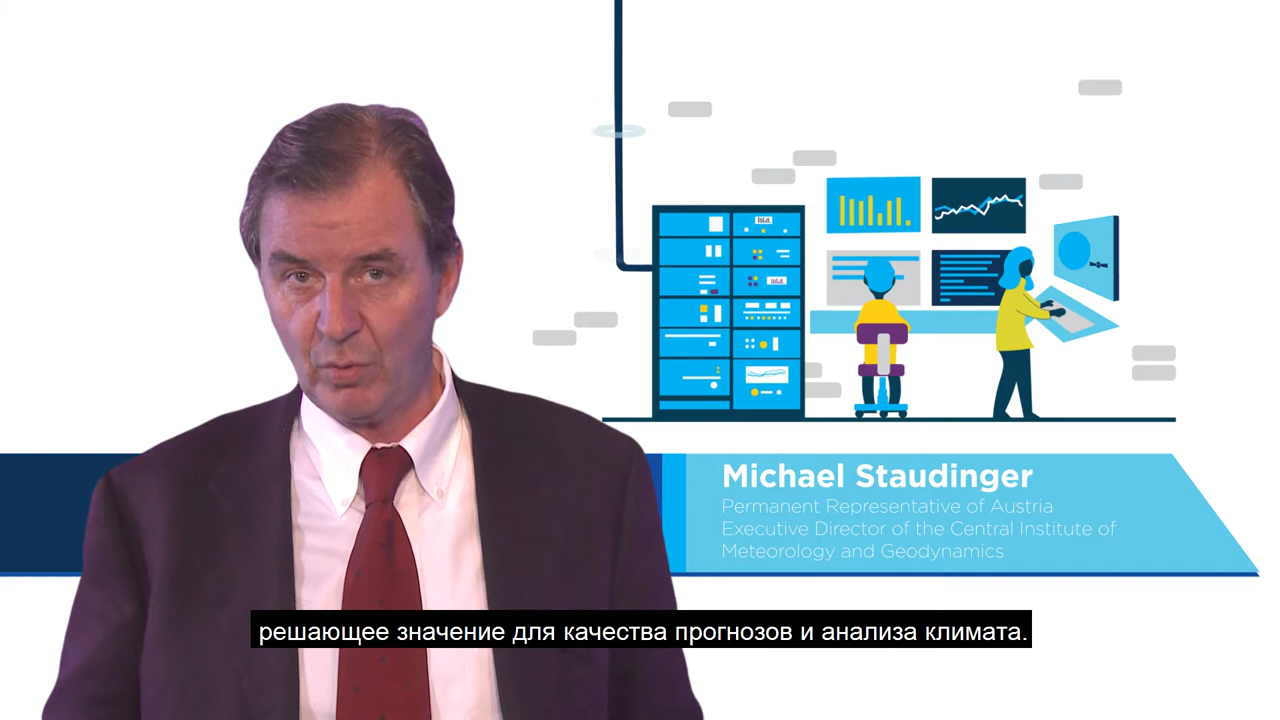 Michael Staudinger
Permanent Representative of Austria
Executive Director of the Central Institute of
Meteorology and Geodynamics
решающее значение для качества прогнозов и анализа климата.